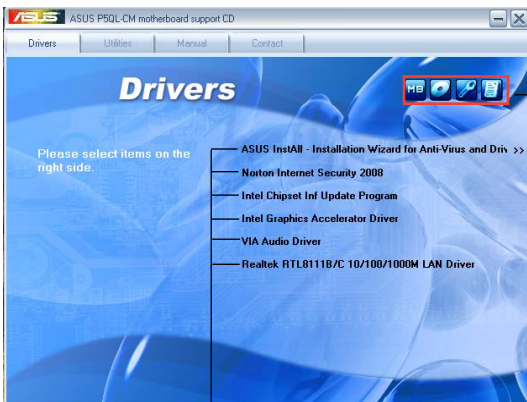 ASUS ASUS P5QL-CM motherboard support CD
Drivers Utilities Manual Contact
Drivers
MB
Please select items on the
right side.
ASUS InstAll - Installation Wizard for Anti-Virus and Driv >>
Norton Internet Security 2008
Intel Chipset Inf Update Program
Intel Graphics Accelerator Driver
VIA Audio Driver
Realtek RTL8111B/C 10/100/1000M LAN Driver